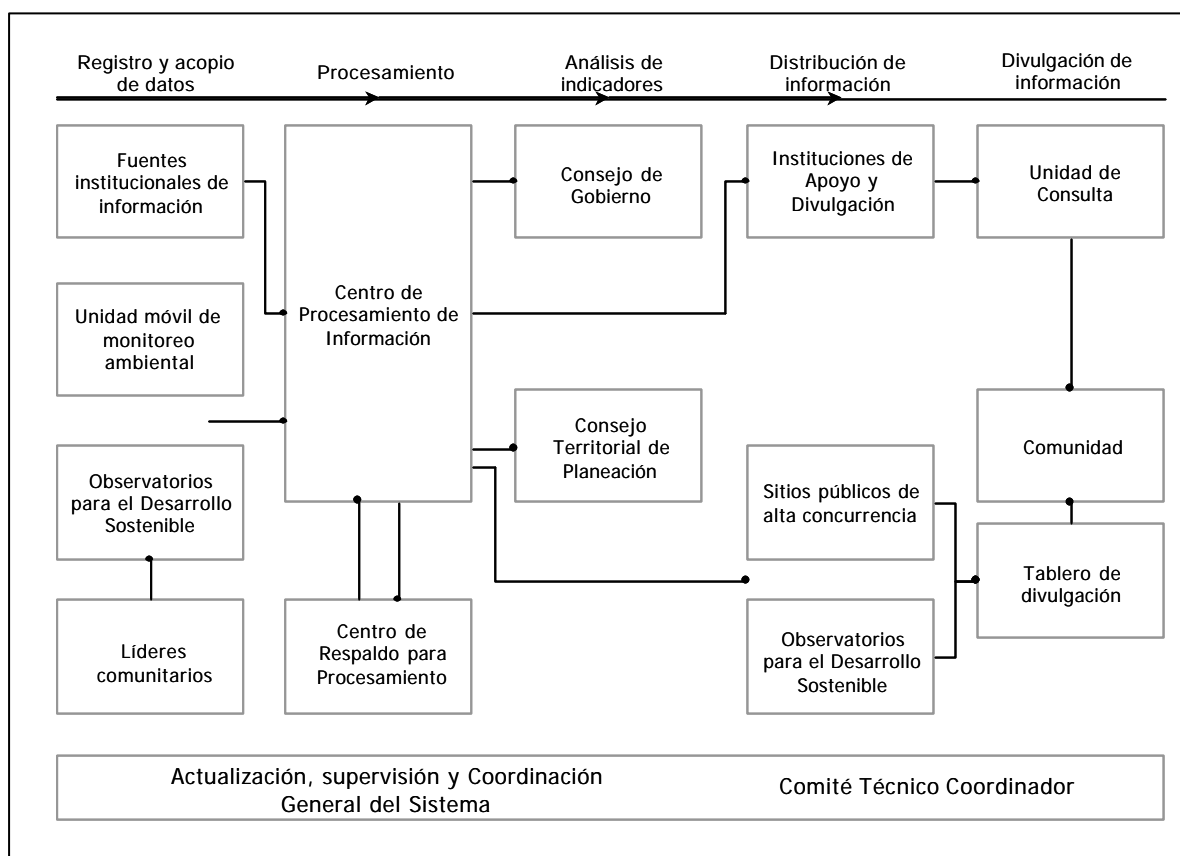 Registro y acopio
de datos
Procesamiento
Análisis de
indicadores
Distribución de
información
Divulgación de
información
Fuentes
institucionales de
información
Consejo de
Gobierno
Instituciones de
Apoyo y
Divulgación
Unidad de
Consulta
Unidad móvil de
monitoreo
ambiental
Centro de
Procesamiento de
Información
Consejo
Territorial de
Planeación
Comunidad
Observatorios
para el Desarrollo
Sostenible
Sitios públicos de
alta concurrencia
Líderes
comunitarios
Centro de
Respaldo para
Procesamiento
Observatorios
para el Desarrollo
Sostenible
Tablero de
divulgación
Actualización, supervisión y Coordinación
General del Sistema
Comité Técnico Coordinador